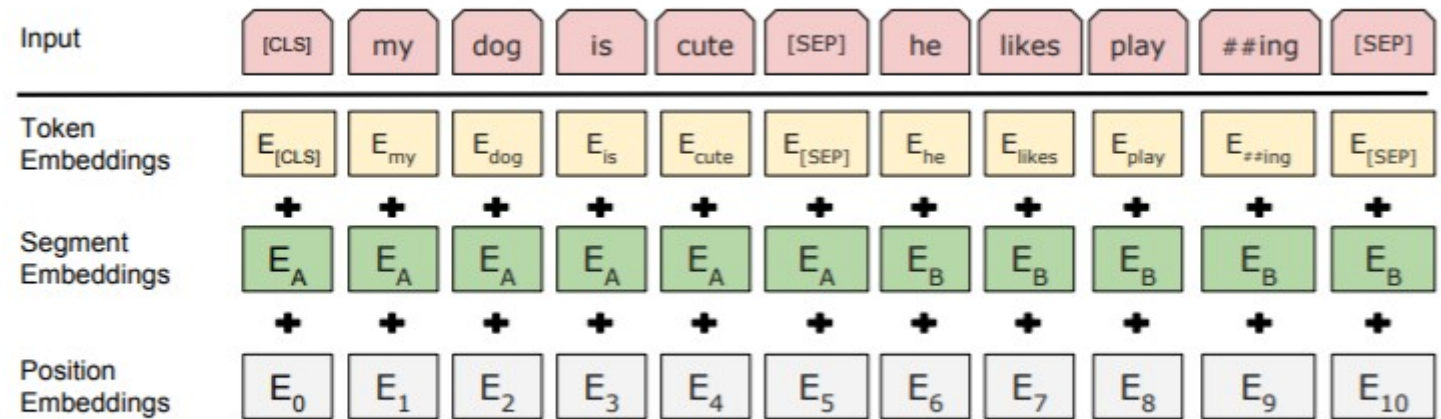 Input [CLS] my dog is cute [SEP] he likes play ##ing [SEP]
Token
Embeddings E[CLS] Emy Edog Eis Ecute E[SEP] Ehe Elikes Eplay E##ing E[SEP]
+ + + + + + + + + + +
Segment
Embeddings EA EA EA EA EA EA EB EB EB EB EB
+ + + + + + + + + + +
Position
Embeddings E0 E1 E2 E3 E4 E5 E6 E7 E8 E9 E10